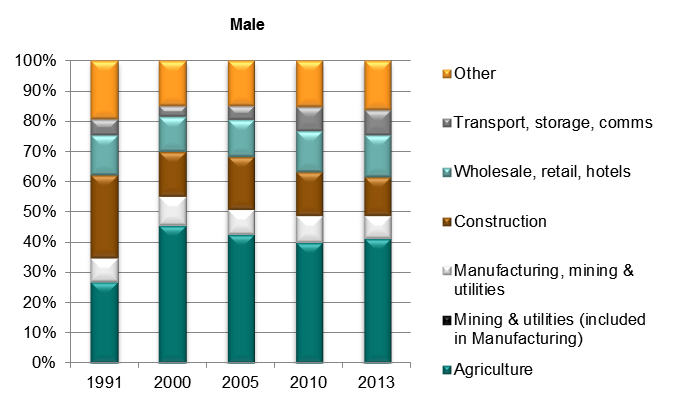 Male
100%
90%
80%
70%
60%
50%
40%
30%
20%
10%
0%
1991 2000 2005 2010 2013
Other
Transport, storage, comms
Wholesale, retail, hotels
Construction
Manufacturing, mining &
utilities
Mining & utilities (included
in Manufacturing)
Agriculture